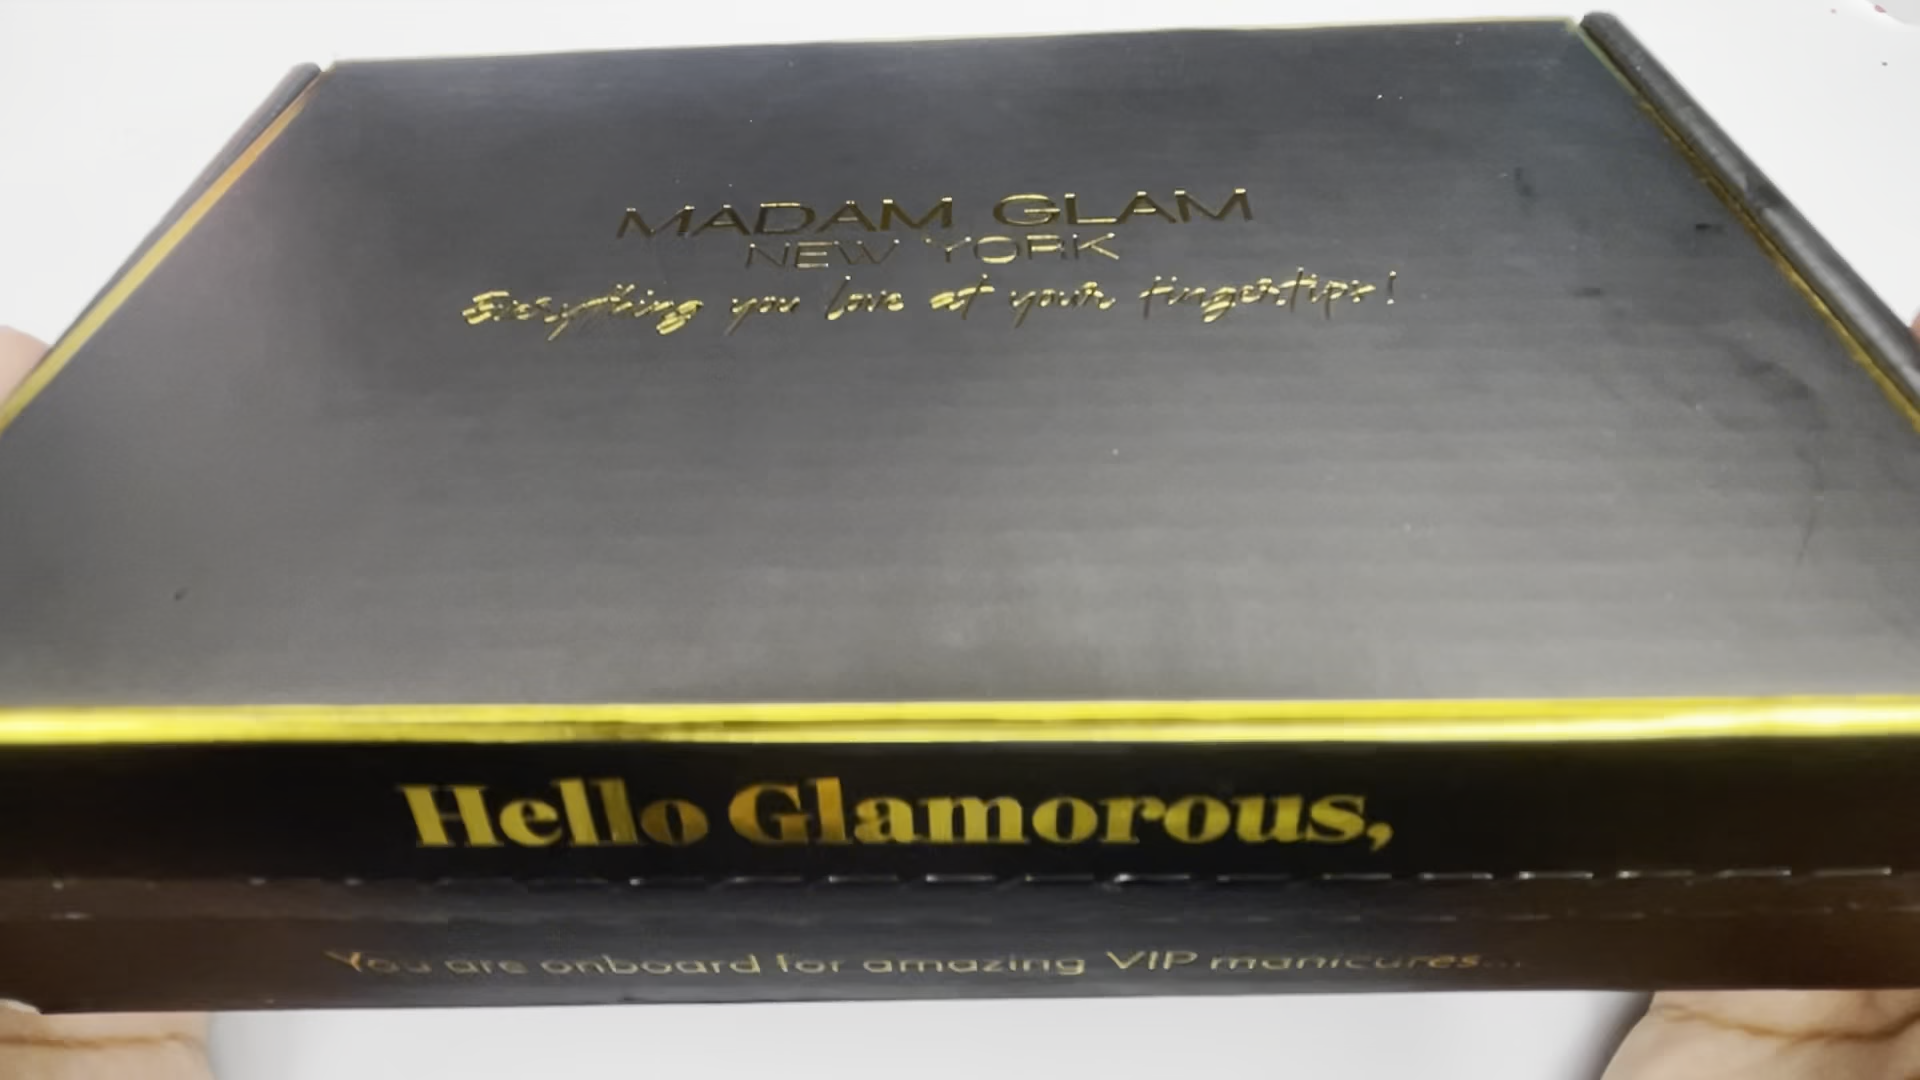 MADAM GLAM
NEW YORK
Everything you love at your fingertips!
Hello Glamorous,
You are onboard for amazing VIP manicures...